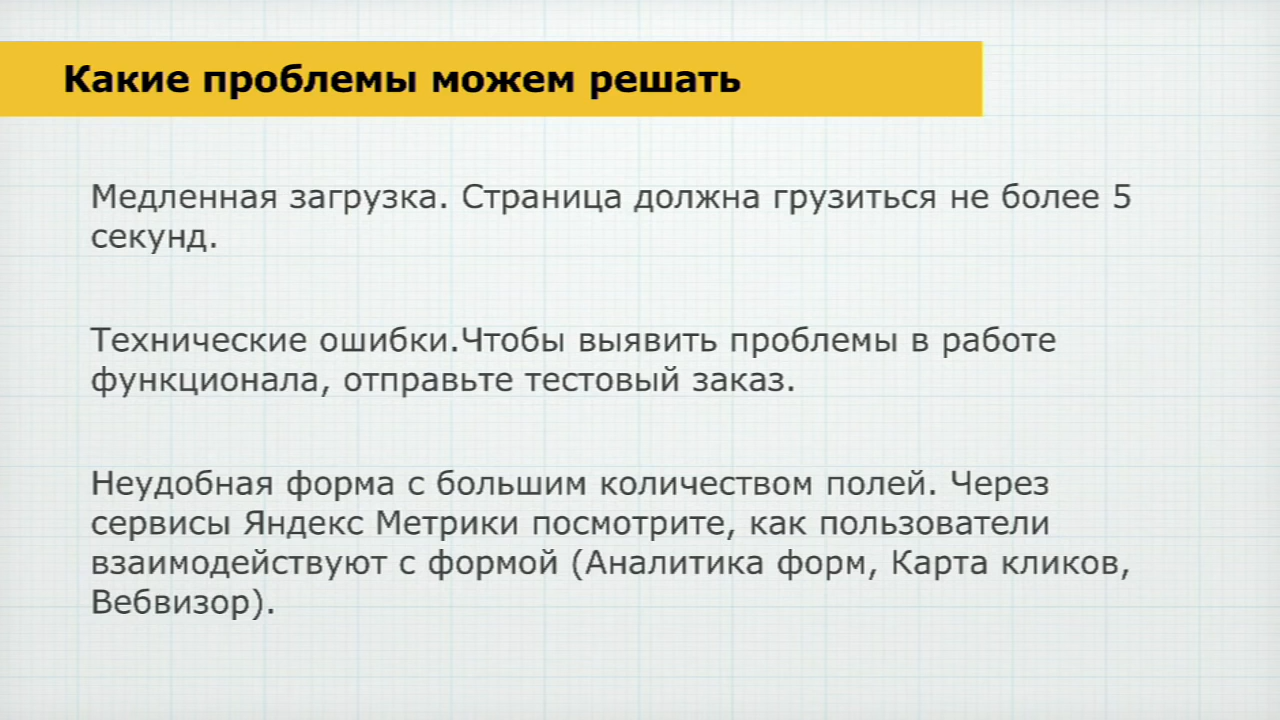 Какие проблемы можем решать
Медленная загрузка. Страница должна грузиться не более 5
секунд.
Технические ошибки.Чтобы выявить проблемы в работе
функционала, отправьте тестовый заказ.
Неудобная форма с большим количеством полей. Через
сервисы Яндекс Метрики посмотрите, как пользователи
взаимодействуют с формой (Аналитика форм, Карта кликов,
Вебвизор).